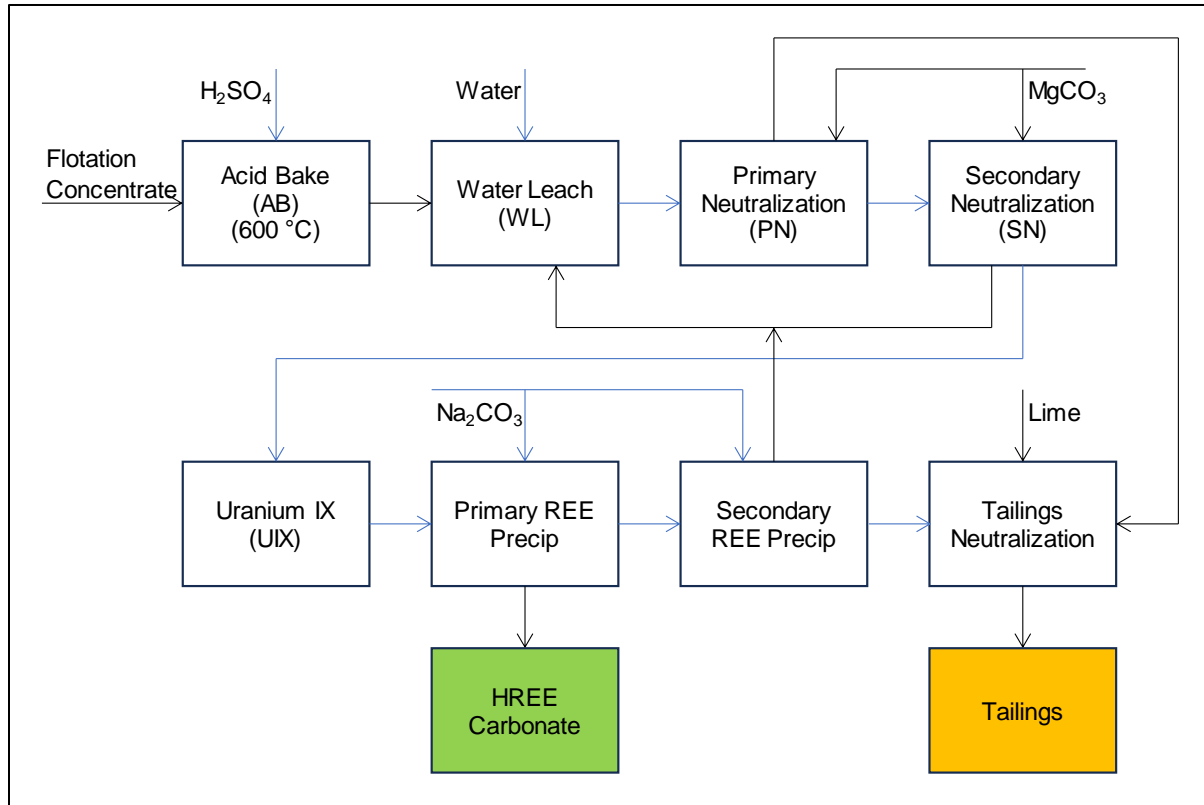 H₂SO₄
Water
MgCO₃
Flotation
Concentrate
Acid Bake
(AB)
(600 °C)
Water Leach
(WL)
Primary
Neutralization
(PN)
Secondary
Neutralization
(SN)
Na₂CO₃
Lime
Uranium IX
(UIX)
Primary REE
Precip
Secondary
REE Precip
Tailings
Neutralization
HREE
Carbonate
Tailings